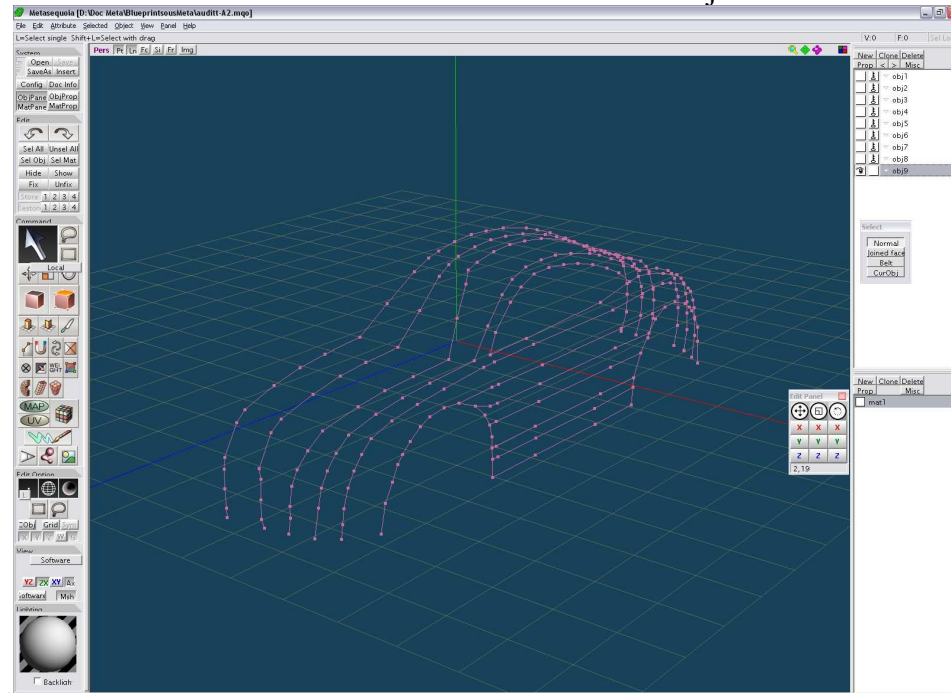 Metasequoia [D:\Doc Meta\BlueprintsousMeta\auditt-A2.mqo]
File Edit Attribute Selected Object View Panel Help
L=Select single Shift+L=Select with drag
V:0 F:0
System
Open Save
SaveAs Insert
Config Doc Info
ObjPane ObjProp
MatPane MatProp
Edit
Sel All Unsel All
Sel Obj Sel Mat
Hide Show
Fix Unfix
Store 1 2 3 4
1 2 3 4
Command
Local
MAP
UV
Edit Option
L
Grid
X Y Z
View
Software
YZ ZX XY Ax
Msh
Lighting
Backligh
Pers Pt Ln Fc Sl Fr Img
New Clone Delete
Prop < > Misc
obj1
obj2
obj3
obj4
obj5
obj6
obj7
obj8
obj9
Select
Normal
Joined face
Belt
CurObj
New Clone Delete
Prop Misc
mat1
Edit Panel
X X X
Y Y Y
Z Z Z
2,19